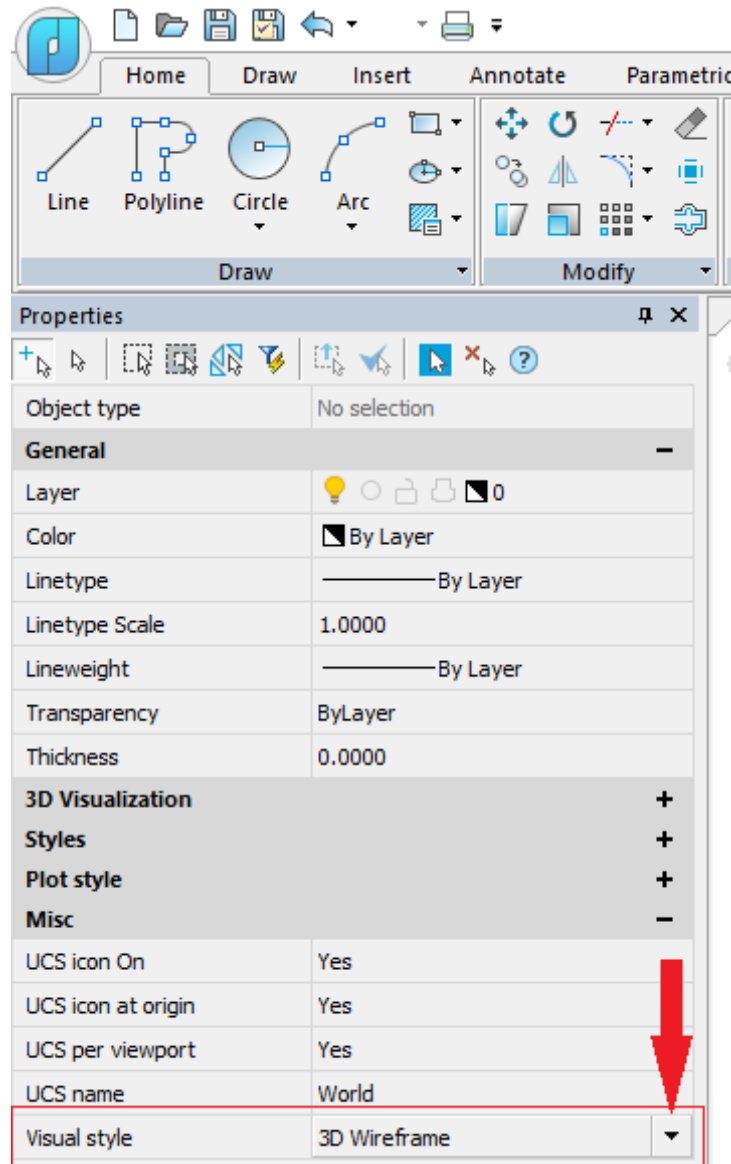 Home Draw Insert Annotate Parametric
Line Polyline Circle Arc
Draw Modify
Properties
Object type No selection
General
Layer 0
Color By Layer
Linetype By Layer
Linetype Scale 1.0000
Lineweight By Layer
Transparency ByLayer
Thickness 0.0000
3D Visualization
Styles
Plot style
Misc
UCS icon On Yes
UCS icon at origin Yes
UCS per viewport Yes
UCS name World
Visual style 3D Wireframe